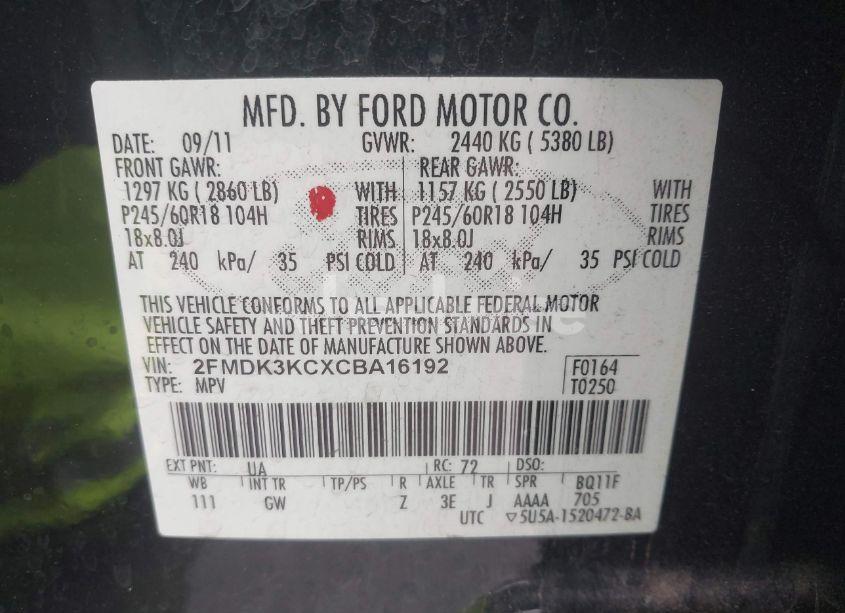 MFD. BY FORD MOTOR CO.
DATE: 09/11 GVWR: 2440 KG ( 5380 LB)
FRONT GAWR: REAR GAWR:
1297 KG ( 2860 LB) WITH 1157 KG ( 2550 LB) WITH
P245/60R18 104H TIRES P245/60R18 104H TIRES
18x8.0J RIMS 18x8.0J RIMS
AT 240 kPa/ 35 PSI COLD AT 240 kPa/ 35 PSI COLD
THIS VEHICLE CONFORMS TO ALL APPLICABLE FEDERAL MOTOR
VEHICLE SAFETY AND THEFT PREVENTION STANDARDS IN
EFFECT ON THE DATE OF MANUFACTURE SHOWN ABOVE.
VIN: 2FMDK3KCXCBA16192 F0164
TYPE: MPV T0250
EXT PNT: UA RC: 72 DSO:
WB INT TR TP/PS R AXLE TR SPR BQ11F
111 GW Z 3E J AAAA 705
UTC ▽5U5A-1520472-BA